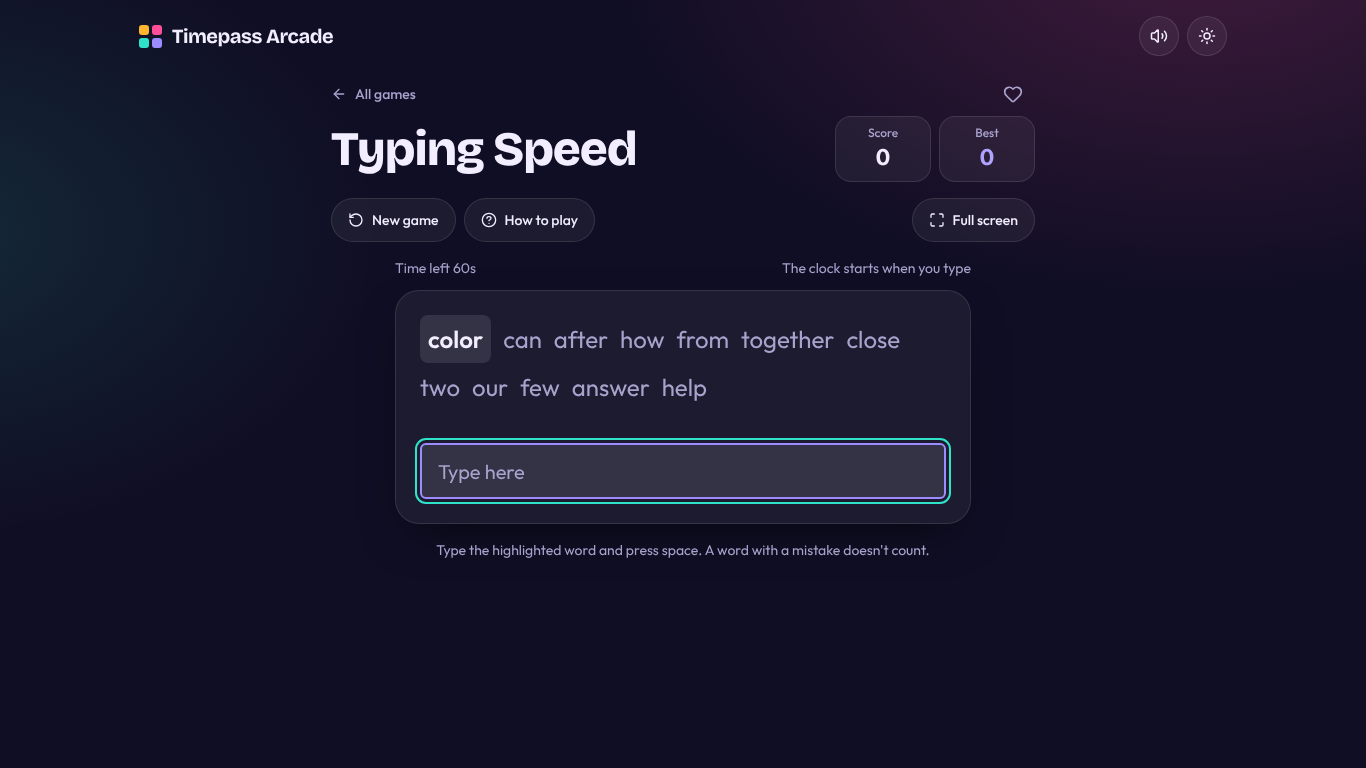 Timepass Arcade
All games
Typing Speed
Score
0
Best
0
New game
How to play
Full screen
Time left 60s
The clock starts when you type
color can after how from together close
two our few answer help
Type here
Type the highlighted word and press space. A word with a mistake doesn't count.